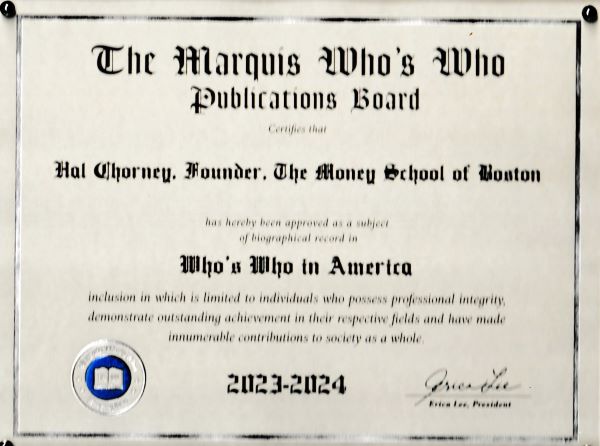 The Marquis Who's Who
Publications Board
Certifies that
Hal Chorney, Founder, The Money School of Boston
has hereby been approved as a subject
of biographical record in
Who's Who in America
inclusion in which is limited to individuals who possess professional integrity,
demonstrate outstanding achievement in their respective fields and have made
innumerable contributions to society as a whole.
2023-2024
Erica Lee
Erica Lee, President